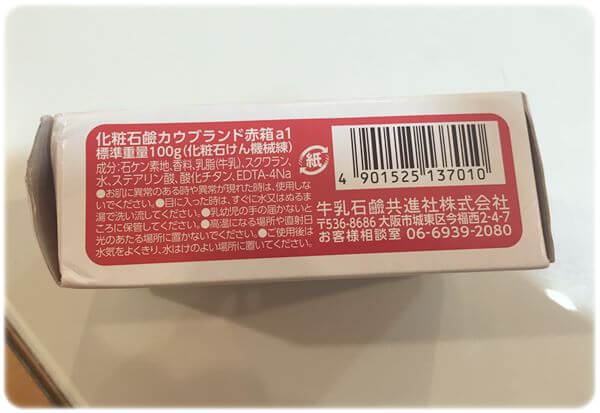 化粧石鹸カウブランド赤箱a1
標準重量100g(化粧石けん機械練)
成分:石ケン素地、香料、乳脂(牛乳)、スクワラン、
水、ステアリン酸、酸化チタン、EDTA-4Na
●お肌に異常のある時や異常が現れた時は、使用しな
いでください。●目に入った時は、すぐに水又はぬるま
湯で洗い流してください。●乳幼児の手の届かないと
ころに保管してください。●高温になる場所や直射日
光のあたる場所に置かないでください。●ご使用後は
水気をよくきり、水はけのよい場所に置いてください。
紙
4 901525 137010
牛乳石鹸共進社株式会社
〒536-8686 大阪市城東区今福西2-4-7
お客様相談室 06-6939-2080